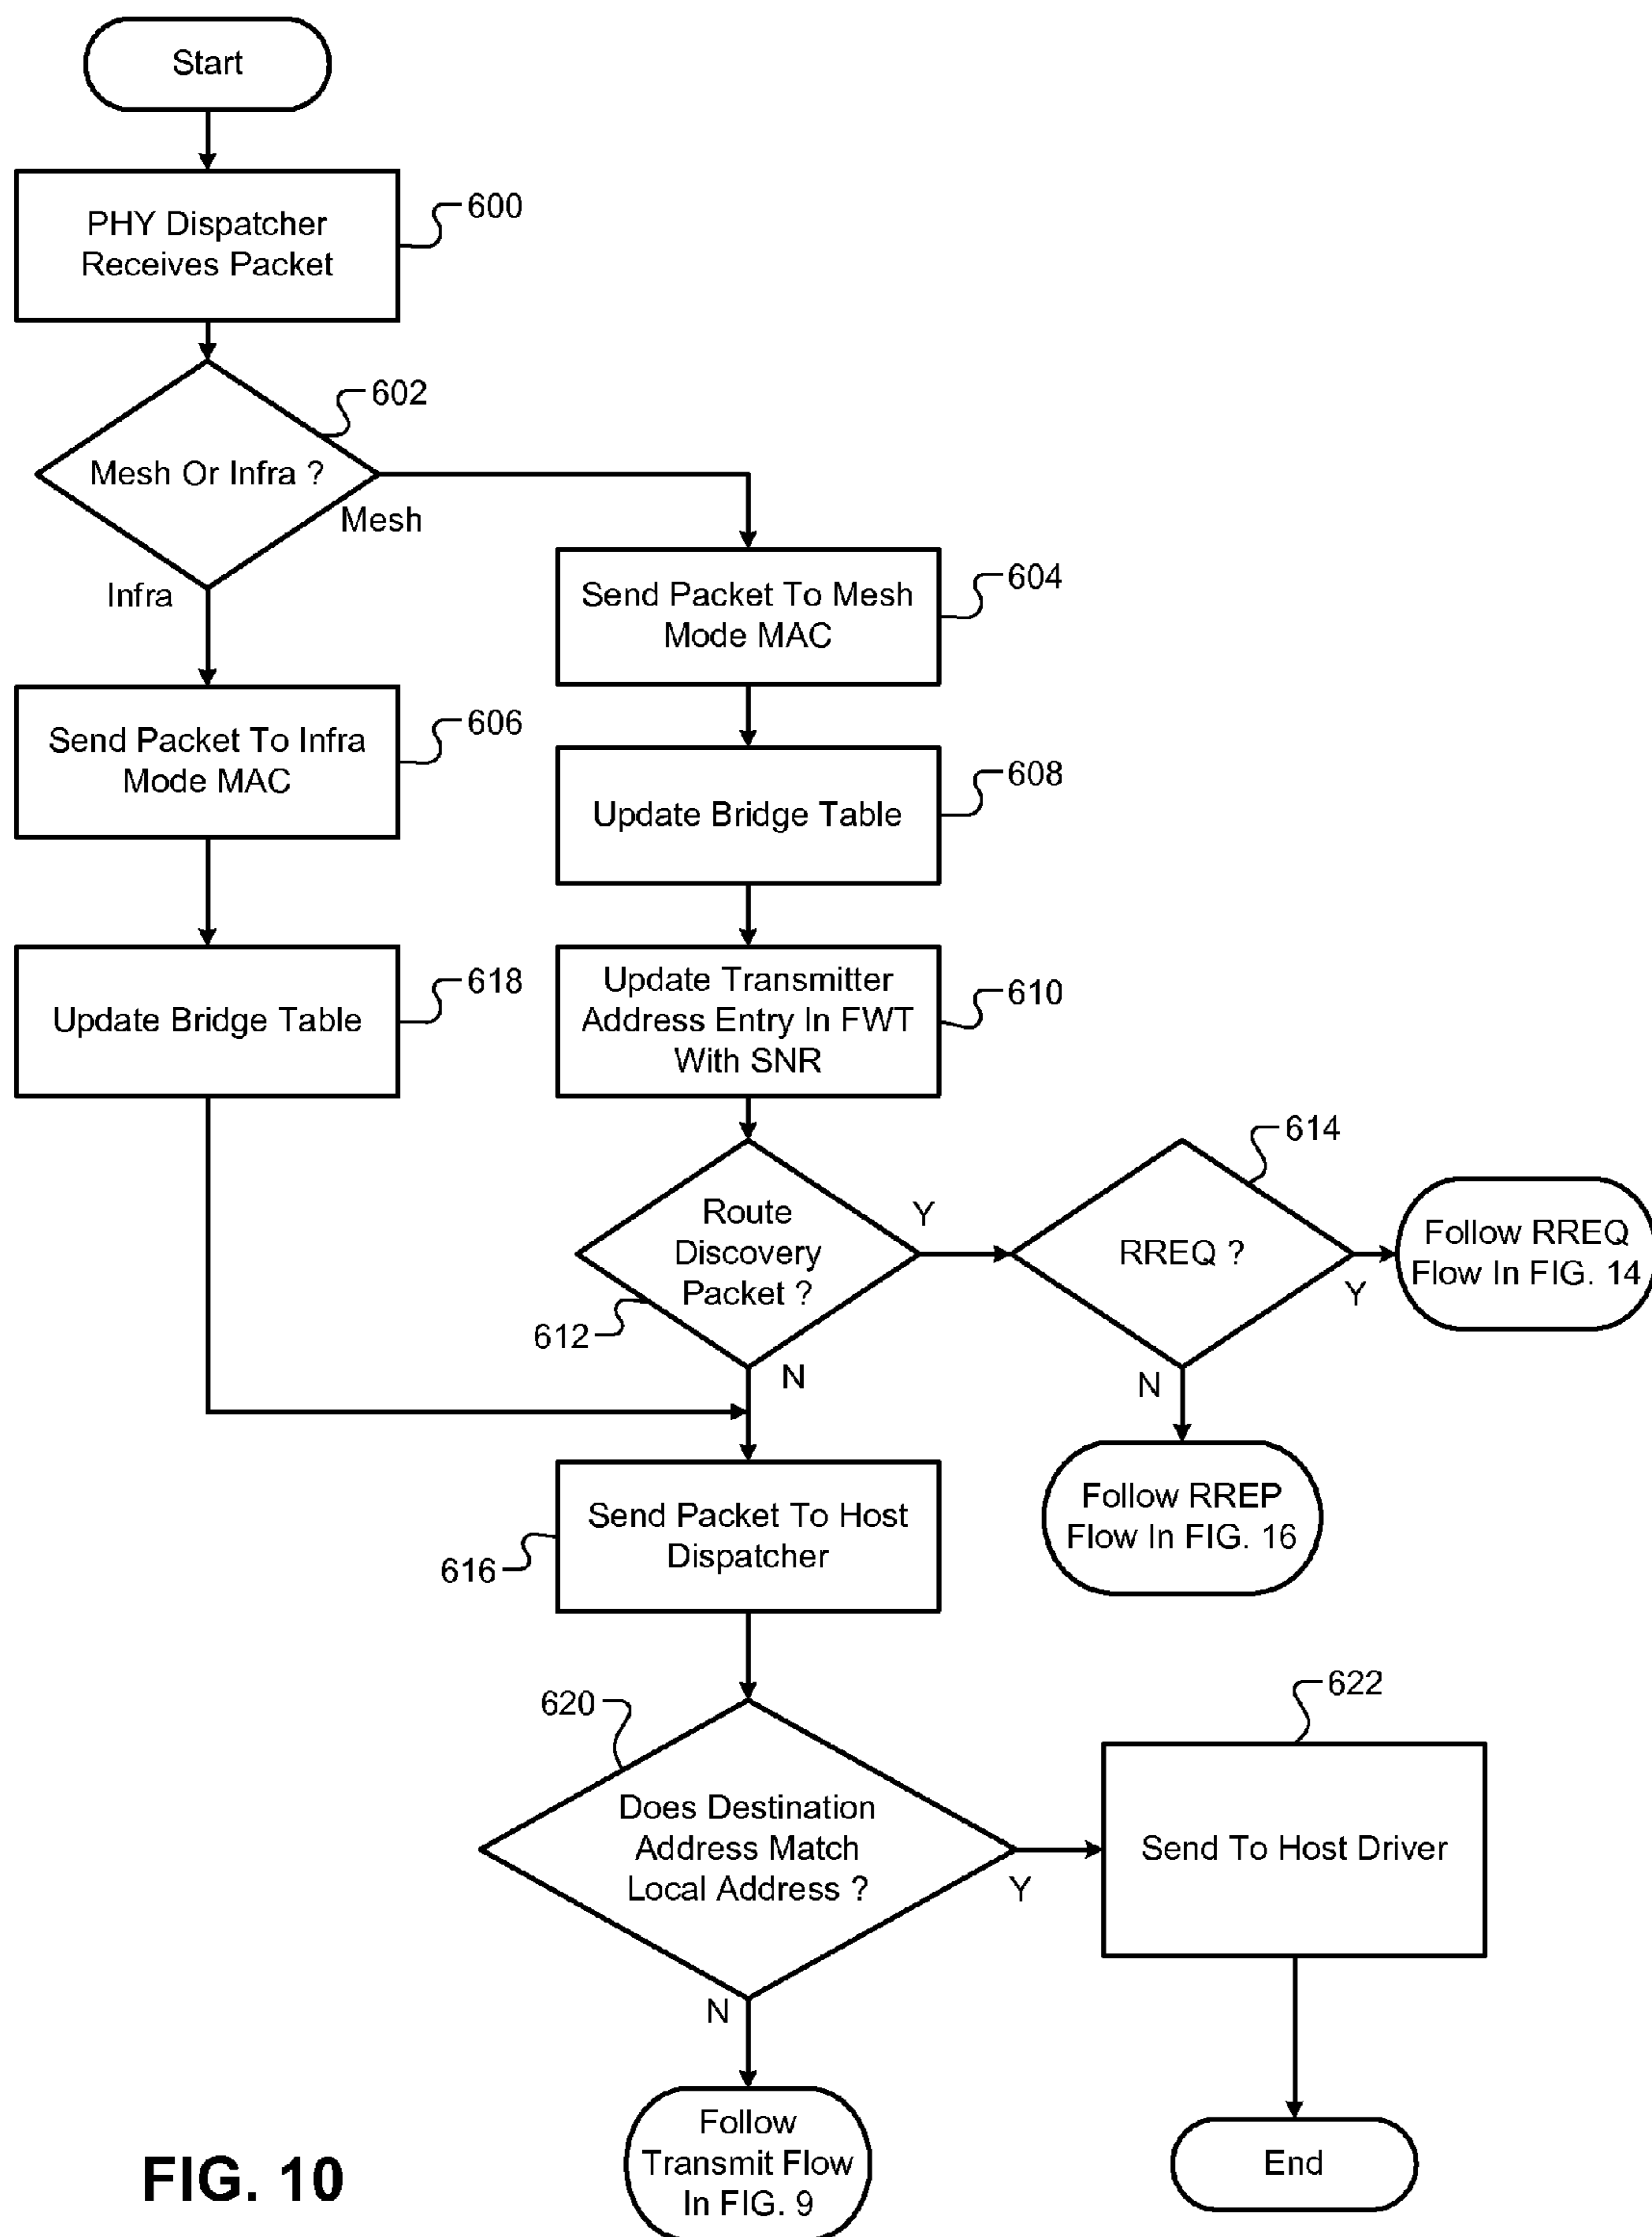 Start
PHY Dispatcher
Receives Packet
600
Mesh Or Infra ?
602
Mesh
Infra
Send Packet To Mesh
Mode MAC
604
Send Packet To Infra
Mode MAC
606
Update Bridge Table
608
Update Bridge Table
618
Update Transmitter
Address Entry In FWT
With SNR
610
Route
Discovery
Packet ?
612
Y
N
RREQ ?
614
Y
N
Follow RREQ
Flow In FIG. 14
Follow RREP
Flow In FIG. 16
Send Packet To Host
Dispatcher
616
Does Destination
Address Match
Local Address ?
620
Y
N
Send To Host Driver
622
Follow
Transmit Flow
In FIG. 9
End
FIG. 10